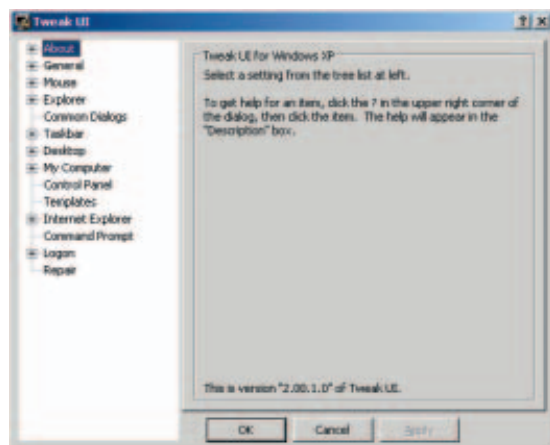 Tweak UI
About
General
Mouse
Explorer
Common Dialogs
Taskbar
Desktop
My Computer
Control Panel
Templates
Internet Explorer
Command Prompt
Logon
Repair
Tweak UI for Windows XP
Select a setting from the tree list at left.
To get help for an item, click the ? in the upper right corner of
the dialog, then click the item. The help will appear in the
"Description" box.
This is version "2.00.1.0" of Tweak UI.
OK
Cancel
Apply